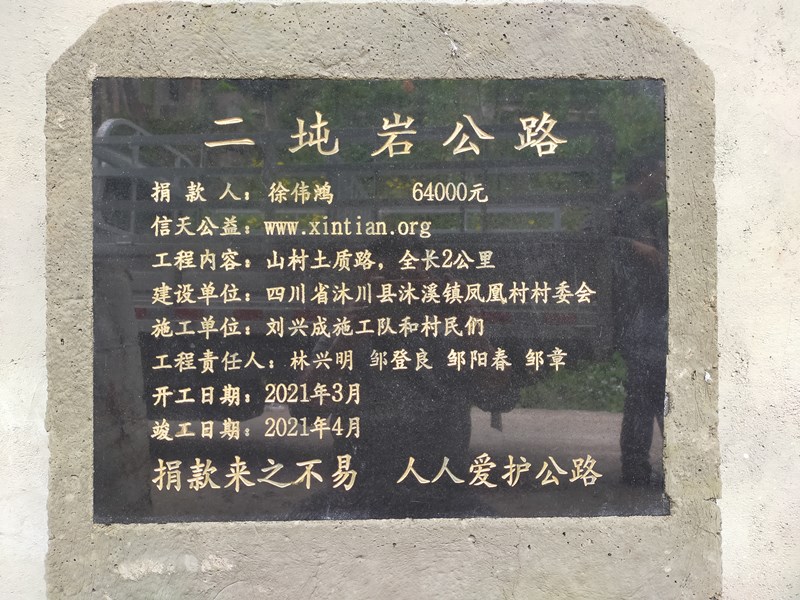 二坉岩公路
捐款人：徐伟鸿 64000元
信天公益：www.xintian.org
工程内容：山村土质路，全长2公里
建设单位：四川省沐川县沐溪镇凤凰村村委会
施工单位：刘兴成施工队和村民们
工程责任人：林兴明 邹登良 邹阳春 邹章
开工日期：2021年3月
竣工日期：2021年4月
捐款来之不易 人人爱护公路